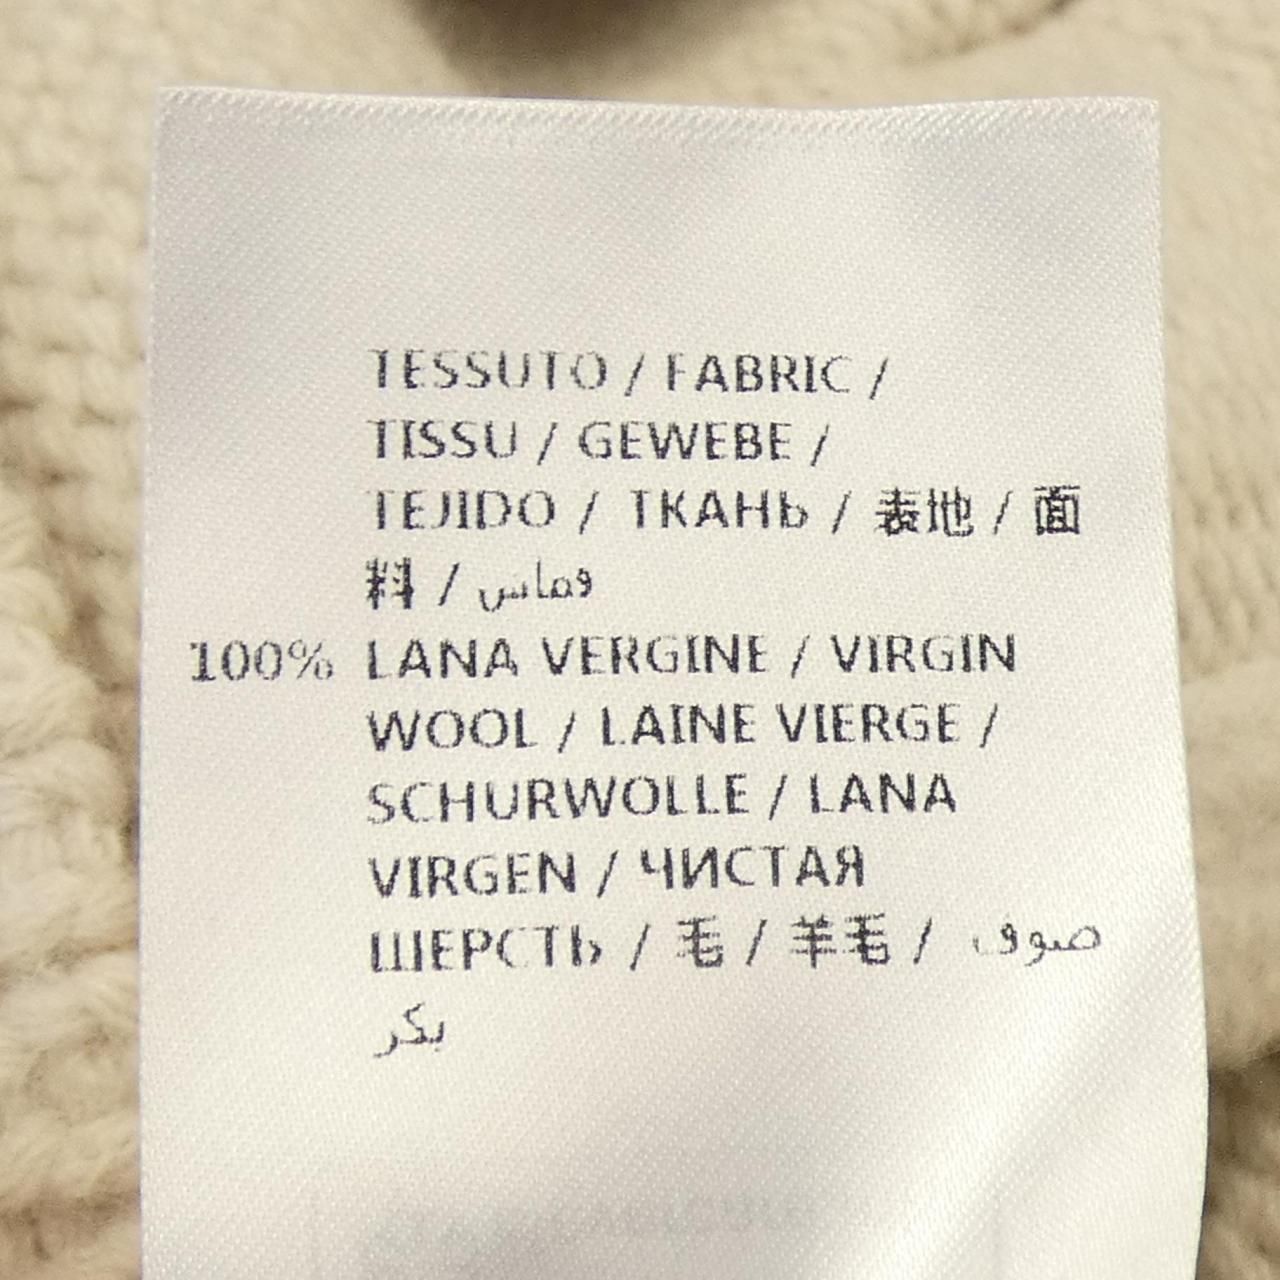 TESSUTO / FABRIC /
TISSU / GEWEBE /
TEJIDO / ТКАНЬ / 表地 / 面
料 / قماس
100% LANA VERGINE / VIRGIN
WOOL / LAINE VIERGE /
SCHURWOLLE / LANA
VIRGEN / ЧИСТАЯ
ШЕРСТЬ / 毛 / 羊毛 / صوف
بكر